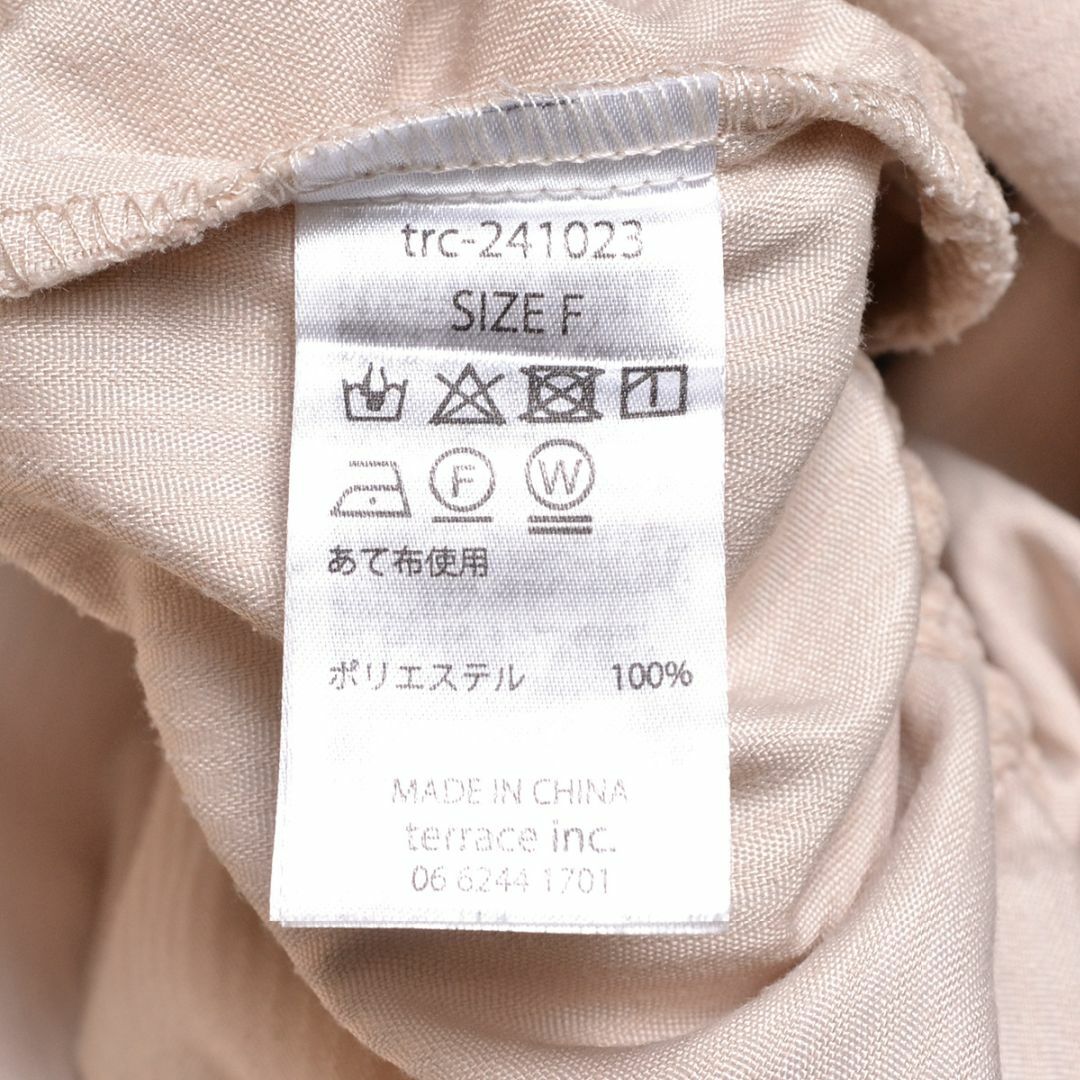 trc-241023
SIZE F
F W
あて布使用
ポリエステル 100%
MADE IN CHINA
terrace inc.
06 6244 1701